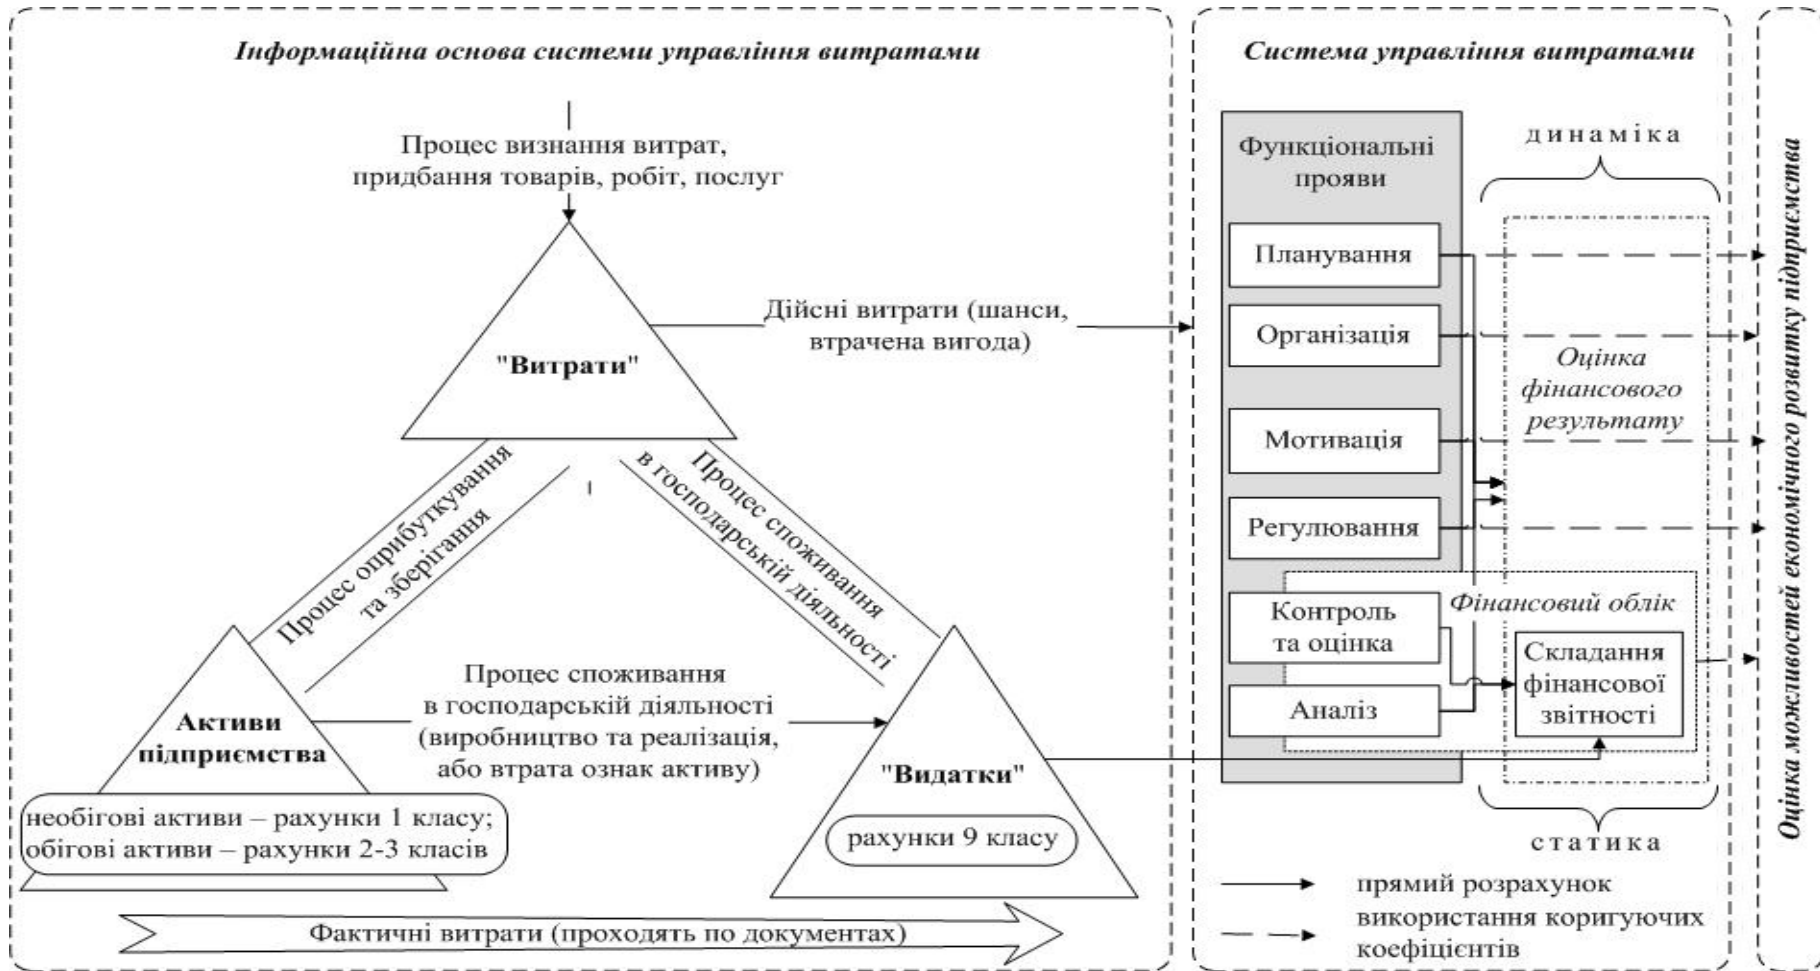 Інформаційна основа системи управління витратами
Процес визнання витрат,
придбання товарів, робіт, послуг
"Витрати"
Дійсні витрати (шанси,
втрачена вигода)
Процес оприбуткування
та зберігання
Процес споживання
в господарській діяльності
Активи
підприємства
необігові активи – рахунки 1 класу;
обігові активи – рахунки 2-3 класів
Процес споживання
в господарській діяльності
(виробництво та реалізація,
або втрата ознак активу)
"Видатки"
рахунки 9 класу
Фактичні витрати (проходять по документах)
Система управління витратами
Функціональні
прояви
Планування
Організація
Мотивація
Регулювання
Контроль
та оцінка
Аналіз
динаміка
Оцінка
фінансового
результату
Фінансовий облік
Складання
фінансової
звітності
статика
прямий розрахунок
використання коригуючих
коефіцієнтів
Оцінка можливостей економічного розвитку підприємства